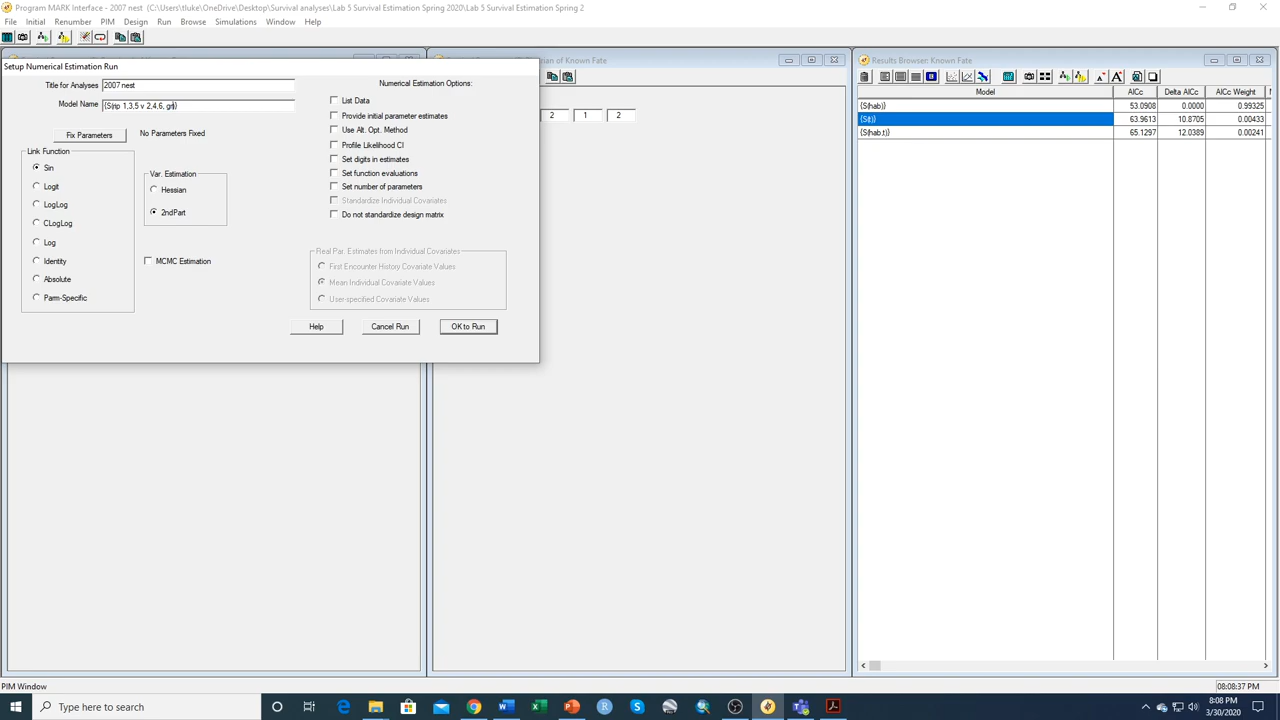 Program MARK Interface - 2007 nest (C:\Users\tluke\OneDrive\Desktop\Survival analyses\Lab 5 Survival Estimation Spring 2020\Lab 5 Survival Estimation Spring 2)
File Initial Renumber PIM Design Run Browse Simulations Window Help
Setup Numerical Estimation Run
of Known Fate
Results Browser: Known Fate
Title for Analyses 2007 nest
Model Name {S(rip 1,3,5 v 2,4,6, gr)}
Fix Parameters No Parameters Fixed
Link Function
Sin
Logit
LogLog
CLogLog
Log
Identity
Absolute
Parm-Specific
Var. Estimation
Hessian
2ndPart
MCMC Estimation
Numerical Estimation Options:
List Data
Provide initial parameter estimates
Use Alt. Opt. Method
Profile Likelihood CI
Set digits in estimates
Set function evaluations
Set number of parameters
Standardize Individual Covariates
Do not standardize design matrix
Real Par. Estimates from Individual Covariates
First Encounter History Covariate Values
Mean Individual Covariate Values
User-specified Covariate Values
Help Cancel Run OK to Run
2 1 2
Model AICc Delta AICc AICc Weight
{S(hab)} 53.0908 0.0000 0.99325
{S(t)} 63.9613 10.8705 0.00433
{S(hab,t)} 65.1297 12.0389 0.00241
PIM Window 08:08:37 PM
Type here to search
8:08 PM
3/30/2020